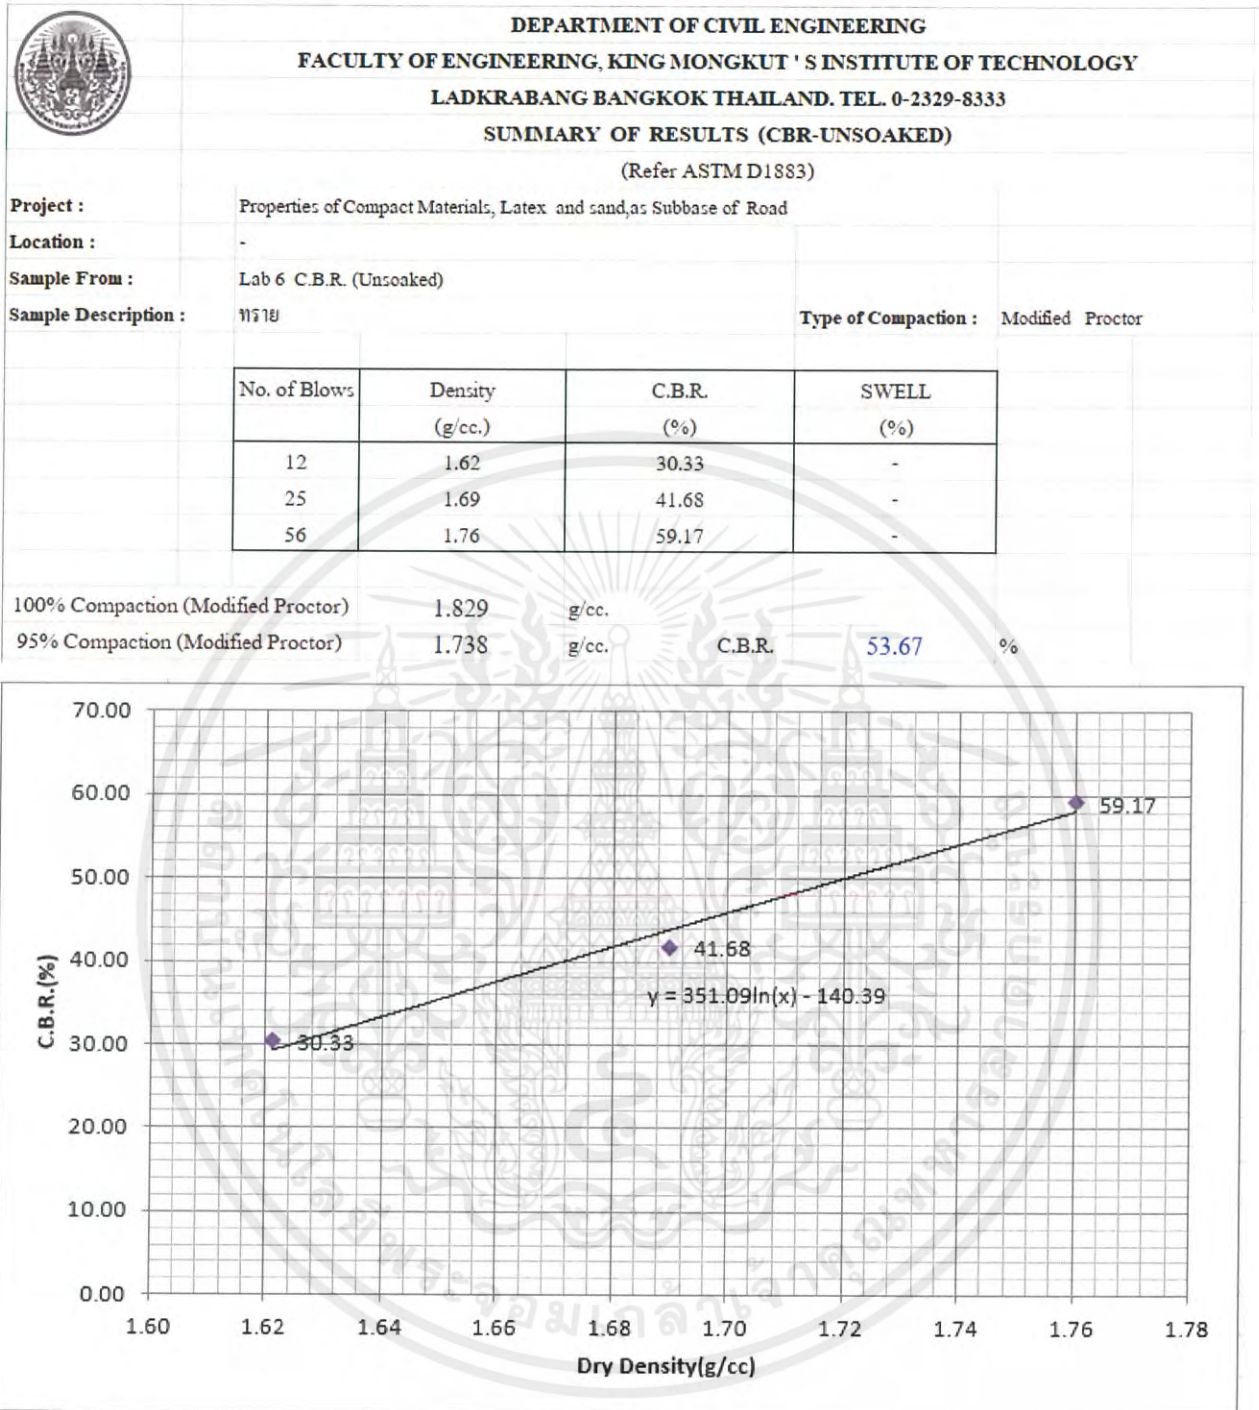 DEPARTMENT OF CIVIL ENGINEERING
FACULTY OF ENGINEERING, KING MONGKUT ' S INSTITUTE OF TECHNOLOGY
LADKRABANG BANGKOK THAILAND. TEL. 0-2329-8333
SUMMARY OF RESULTS (CBR-UNSOAKED)
(Refer ASTM D1883)
Project : Properties of Compact Materials, Latex and sand,as Subbase of Road
Location : -
Sample From : Lab 6 C.B.R. (Unsoaked)
Sample Description : ทราย Type of Compaction : Modified Proctor
No. of Blows Density C.B.R. SWELL
(g/cc.) (%) (%)
12 1.62 30.33 -
25 1.69 41.68 -
56 1.76 59.17 -
100% Compaction (Modified Proctor) 1.829 g/cc.
95% Compaction (Modified Proctor) 1.738 g/cc. C.B.R. 53.67 %
70.00
60.00
59.17
50.00
40.00
41.68
y = 351.09ln(x) - 140.39
30.00
30.33
20.00
10.00
0.00
C.B.R.(%)
1.60 1.62 1.64 1.66 1.68 1.70 1.72 1.74 1.76 1.78
Dry Density(g/cc)